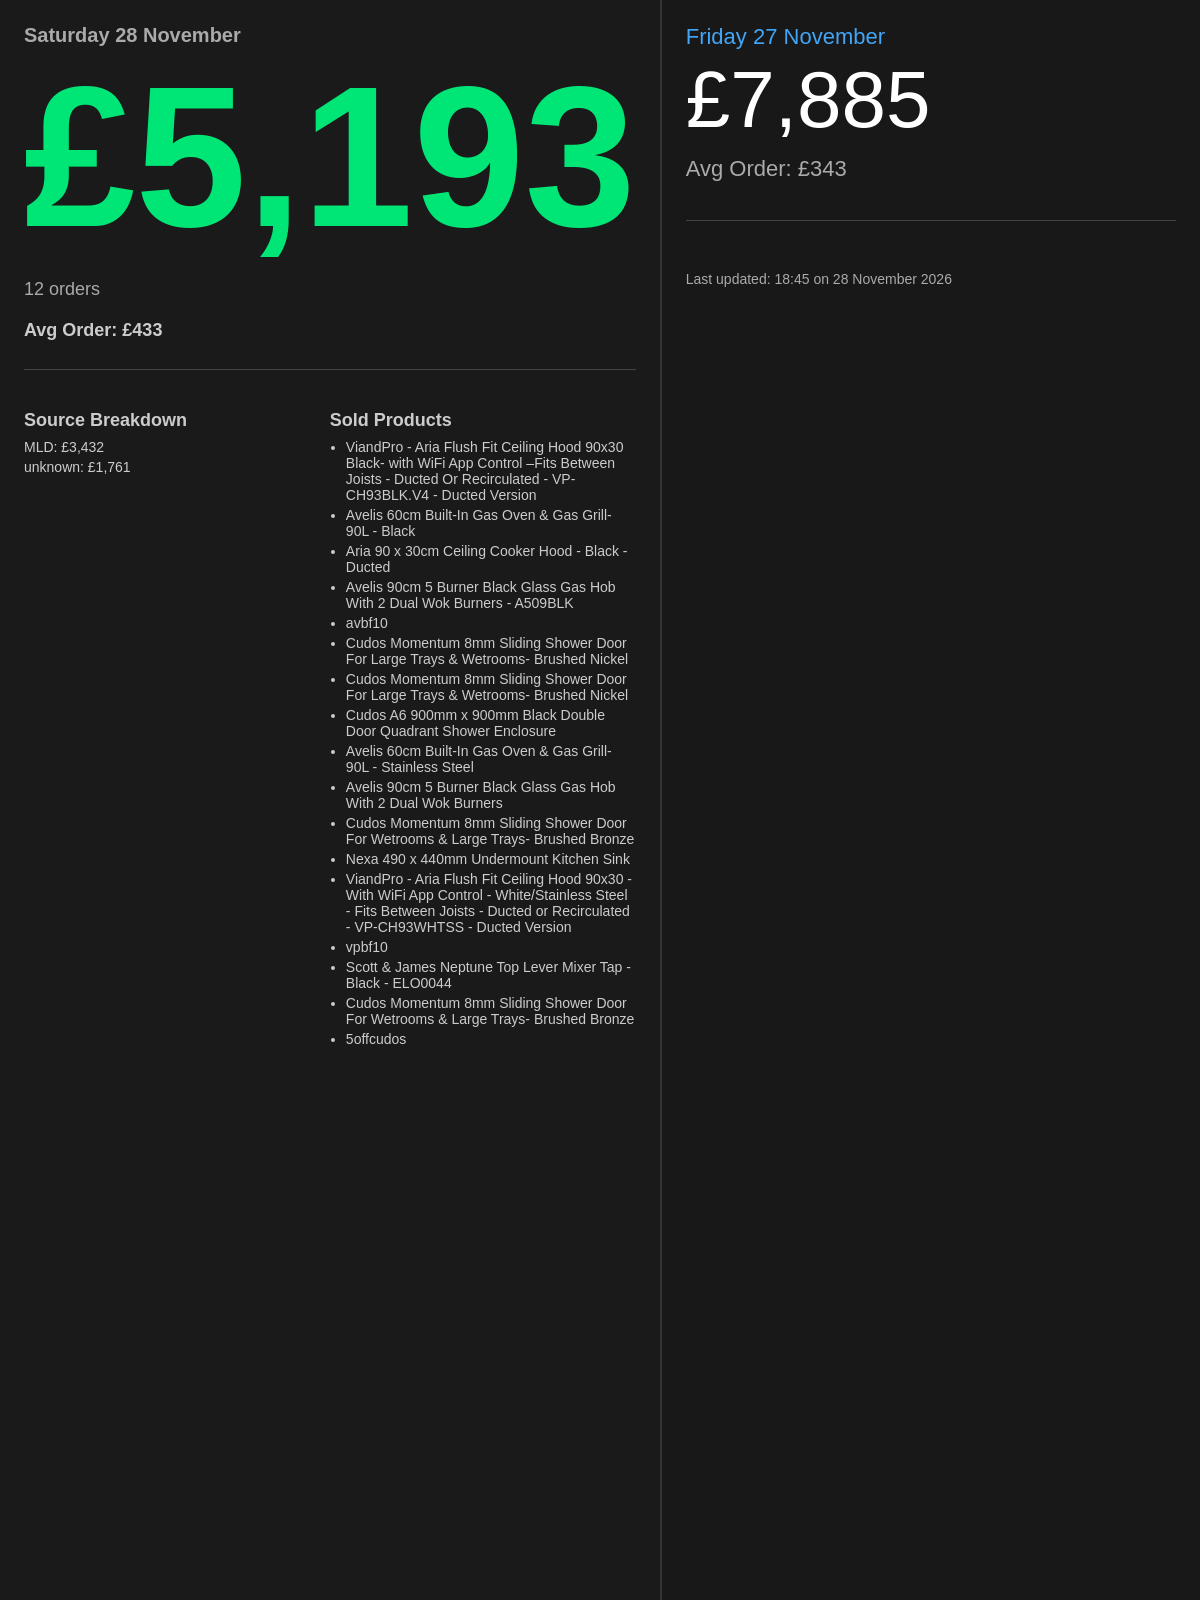 Saturday 28 November
£5,193
12 orders
Avg Order: £433
Source Breakdown
MLD: £3,432
unknown: £1,761
Sold Products
ViandPro - Aria Flush Fit Ceiling Hood 90x30
Black- with WiFi App Control –Fits Between
Joists - Ducted Or Recirculated - VP-
CH93BLK.V4 - Ducted Version
Avelis 60cm Built-In Gas Oven & Gas Grill-
90L - Black
Aria 90 x 30cm Ceiling Cooker Hood - Black -
Ducted
Avelis 90cm 5 Burner Black Glass Gas Hob
With 2 Dual Wok Burners - A509BLK
avbf10
Cudos Momentum 8mm Sliding Shower Door
For Large Trays & Wetrooms- Brushed Nickel
Cudos Momentum 8mm Sliding Shower Door
For Large Trays & Wetrooms- Brushed Nickel
Cudos A6 900mm x 900mm Black Double
Door Quadrant Shower Enclosure
Avelis 60cm Built-In Gas Oven & Gas Grill-
90L - Stainless Steel
Avelis 90cm 5 Burner Black Glass Gas Hob
With 2 Dual Wok Burners
Cudos Momentum 8mm Sliding Shower Door
For Wetrooms & Large Trays- Brushed Bronze
Nexa 490 x 440mm Undermount Kitchen Sink
ViandPro - Aria Flush Fit Ceiling Hood 90x30 -
With WiFi App Control - White/Stainless Steel
- Fits Between Joists - Ducted or Recirculated
- VP-CH93WHTSS - Ducted Version
vpbf10
Scott & James Neptune Top Lever Mixer Tap -
Black - ELO0044
Cudos Momentum 8mm Sliding Shower Door
For Wetrooms & Large Trays- Brushed Bronze
5offcudos
Friday 27 November
£7,885
Avg Order: £343
Last updated: 18:45 on 28 November 2026